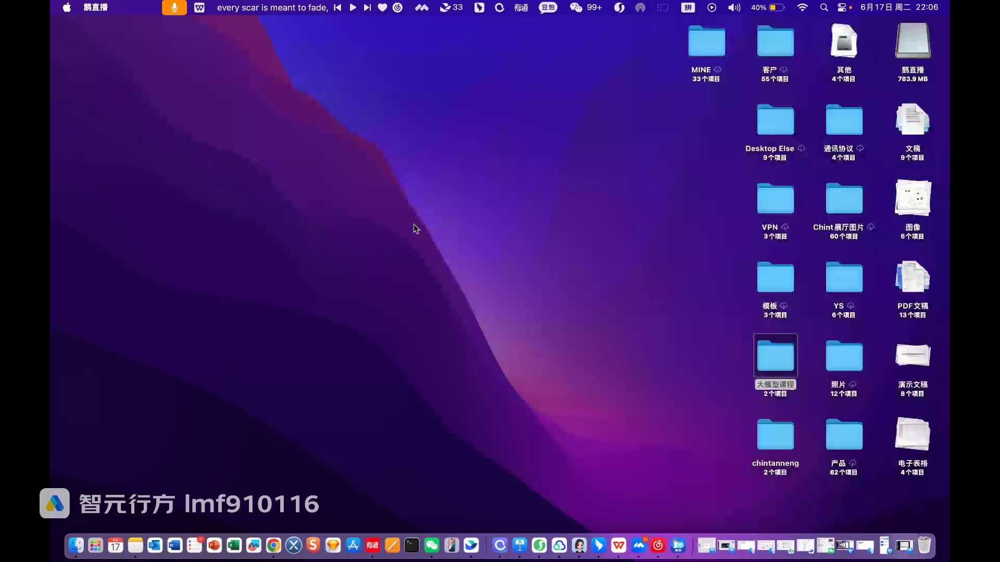 鹅直播 every scar is meant to fade, 33 有道 豆包 99+ 拼 40% 6月17日 周二 22:06
MINE
33个项目
客户
55个项目
其他
4个项目
鹅直播
783.9 MB
Desktop Else
9个项目
通讯协议
4个项目
文稿
9个项目
VPN
3个项目
Chint展厅图片
60个项目
图像
6个项目
模板
3个项目
YS
6个项目
PDF文稿
13个项目
大模型课程
2个项目
照片
12个项目
演示文稿
8个项目
chintanneng
2个项目
产品
62个项目
电子表格
4个项目
智元行方 lmf910116
17 有道